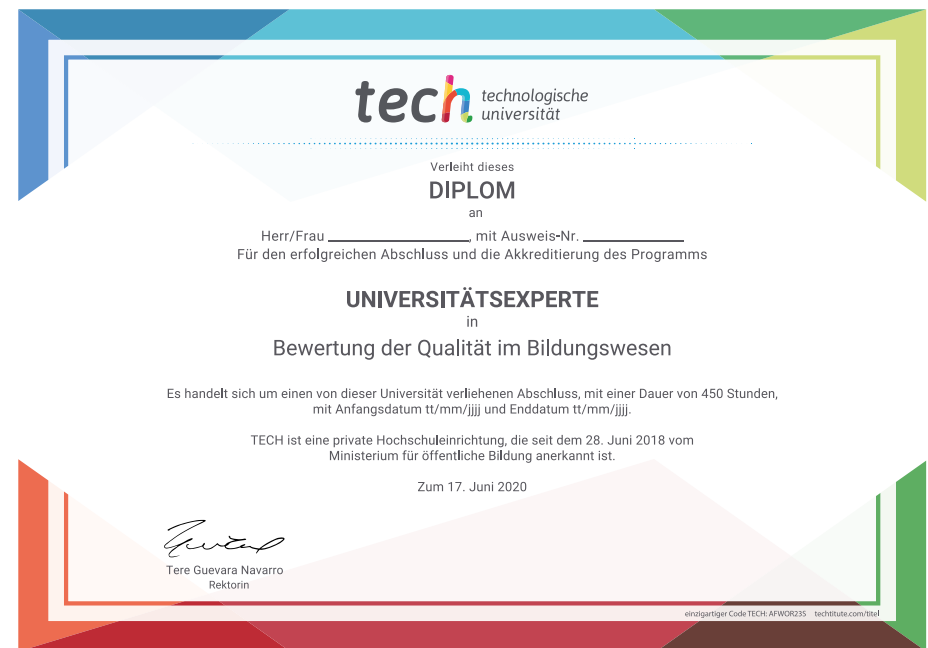 tech technologische
universität
Verleiht dieses
DIPLOM
an
Herr/Frau ____________________, mit Ausweis-Nr. ______________
Für den erfolgreichen Abschluss und die Akkreditierung des Programms
UNIVERSITÄTSEXPERTE
in
Bewertung der Qualität im Bildungswesen
Es handelt sich um einen von dieser Universität verliehenen Abschluss, mit einer Dauer von 450 Stunden,
mit Anfangsdatum tt/mm/jjjj und Enddatum tt/mm/jjjj.
TECH ist eine private Hochschuleinrichtung, die seit dem 28. Juni 2018 vom
Ministerium für öffentliche Bildung anerkannt ist.
Zum 17. Juni 2020
Tere Guevara Navarro
Rektorin
einzigartiger Code TECH: AFWOR23S techtitute.com/titel